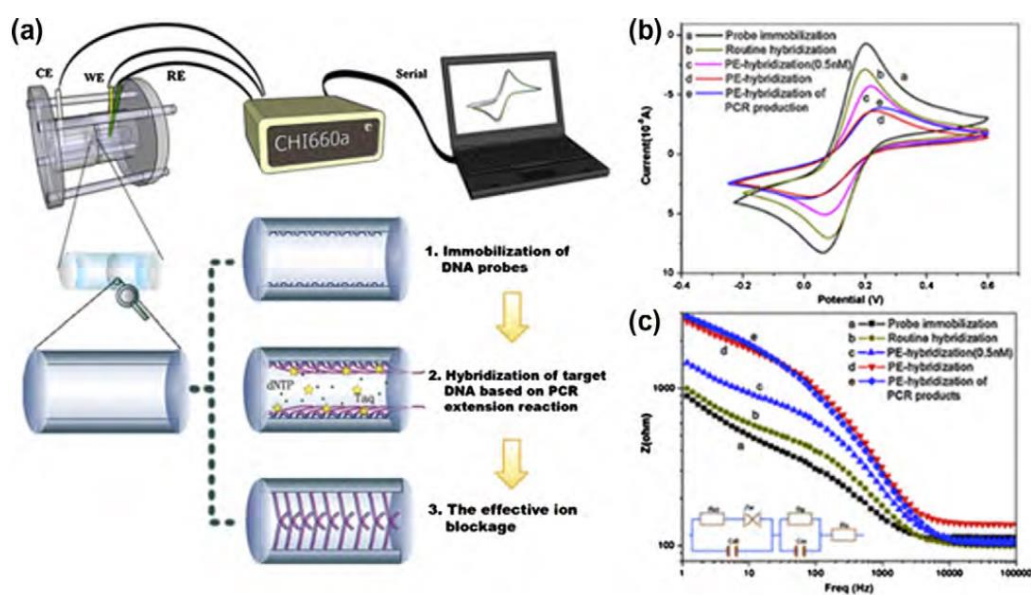 (a)
CE
WE
RE
Serial
CHI660a
e
1. Immobilization of
DNA probes
dNTP
Taq
2. Hybridization of target
DNA based on PCR
extension reaction
3. The effective ion
blockage
(b)
a Probe immobilization
b Routine hybridization
c PE-hybridization(0.5nM)
d PE-hybridization
e PE-hybridization of
PCR production
a
b
c
e
d
Current(10⁻⁵A)
-5
0
5
10
-0.4
-0.2
0.0
0.2
0.4
0.6
Potential (V)
(c)
a Probe immobilization
b Routine hybridization
c PE-hybridization(0.5nM)
d PE-hybridization
e PE-hybridization of
PCR products
e
d
c
b
a
Z(ohm)
1000
100
1
10
100
1000
10000
100000
Freq (Hz)